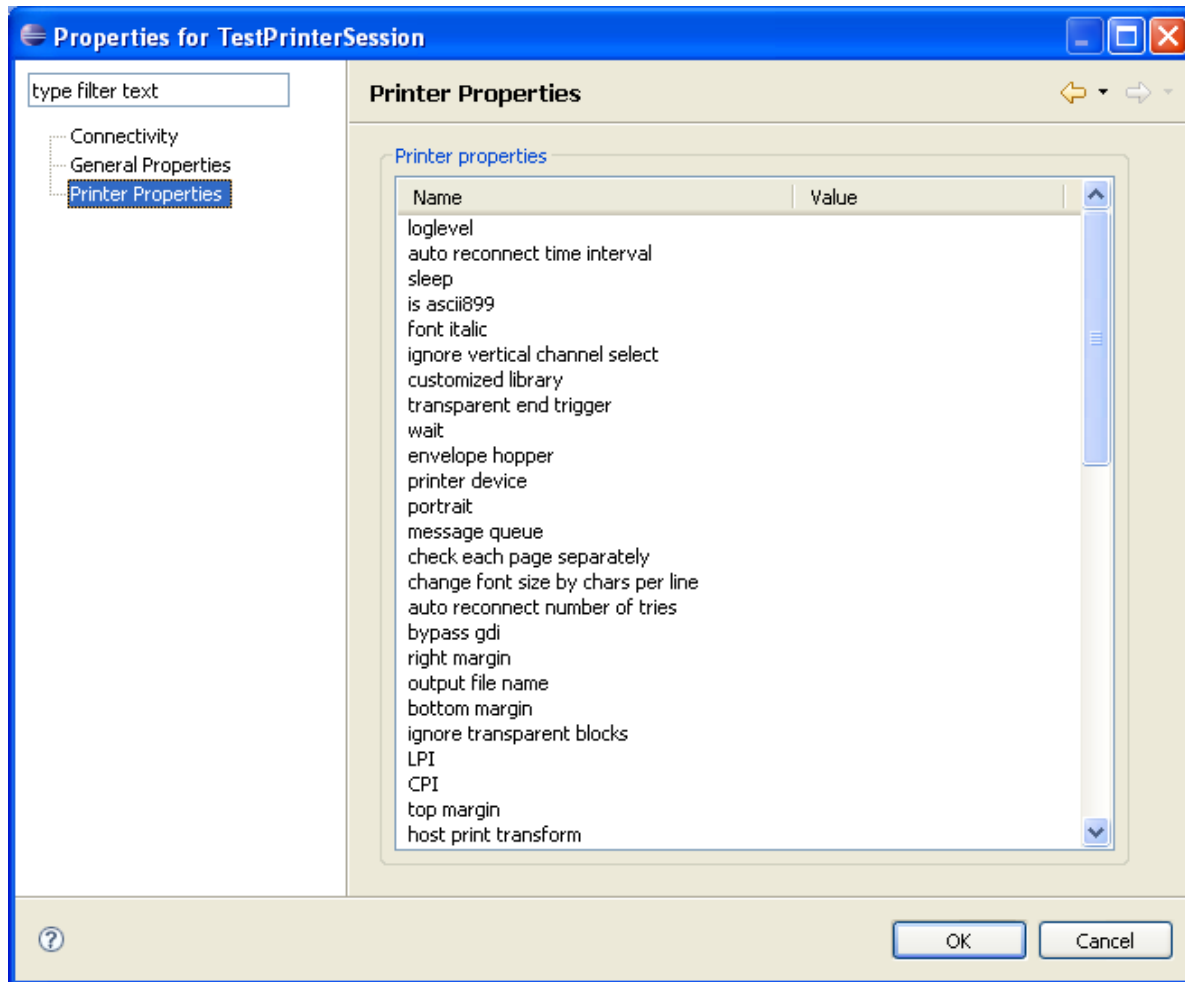 Properties for TestPrinterSession
type filter text
Connectivity
General Properties
Printer Properties
Printer Properties
Printer properties
Name Value
loglevel
auto reconnect time interval
sleep
is ascii899
font italic
ignore vertical channel select
customized library
transparent end trigger
wait
envelope hopper
printer device
portrait
message queue
check each page separately
change font size by chars per line
auto reconnect number of tries
bypass gdi
right margin
output file name
bottom margin
ignore transparent blocks
LPI
CPI
top margin
host print transform
OK Cancel